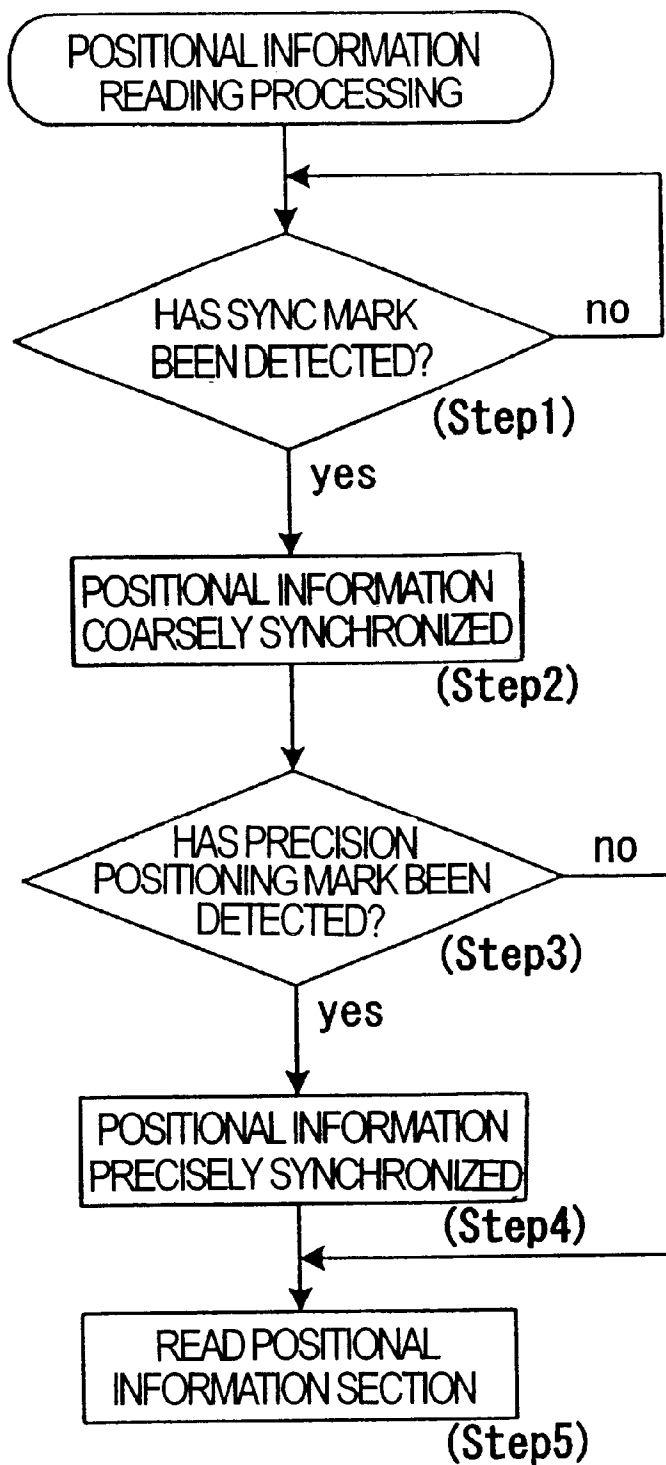 POSITIONAL INFORMATION
READING PROCESSING
HAS SYNC MARK
BEEN DETECTED?
no
(Step1)
yes
POSITIONAL INFORMATION
COARSELY SYNCHRONIZED
(Step2)
HAS PRECISION
POSITIONING MARK BEEN
DETECTED?
no
(Step3)
yes
POSITIONAL INFORMATION
PRECISELY SYNCHRONIZED
(Step4)
READ POSITIONAL
INFORMATION SECTION
(Step5)